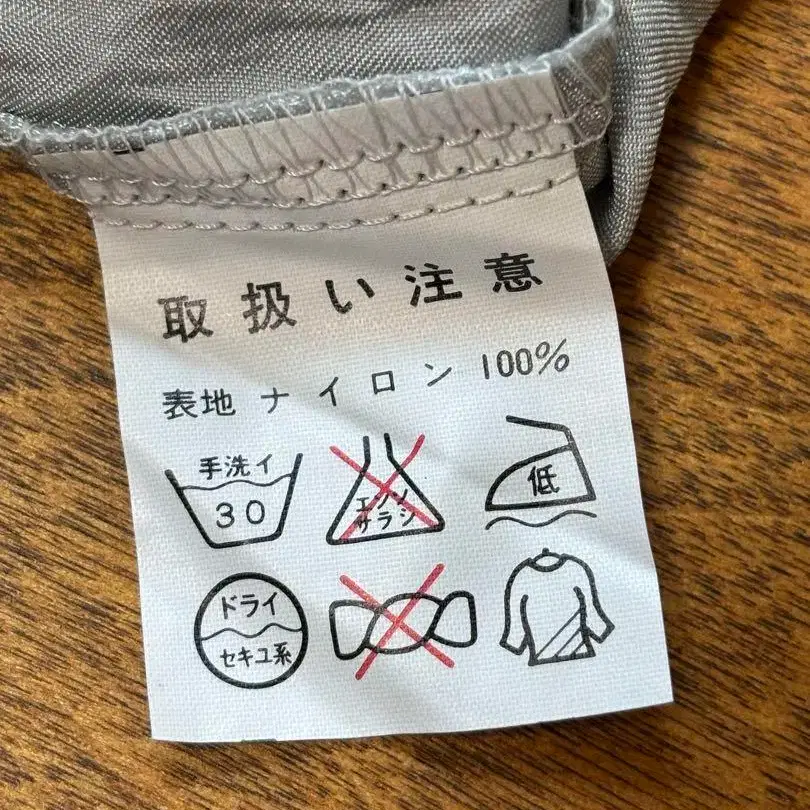 取扱い注意
表地 ナイロン 100%
手洗イ
30
エンソ
サラシ
低
ドライ
セキユ系